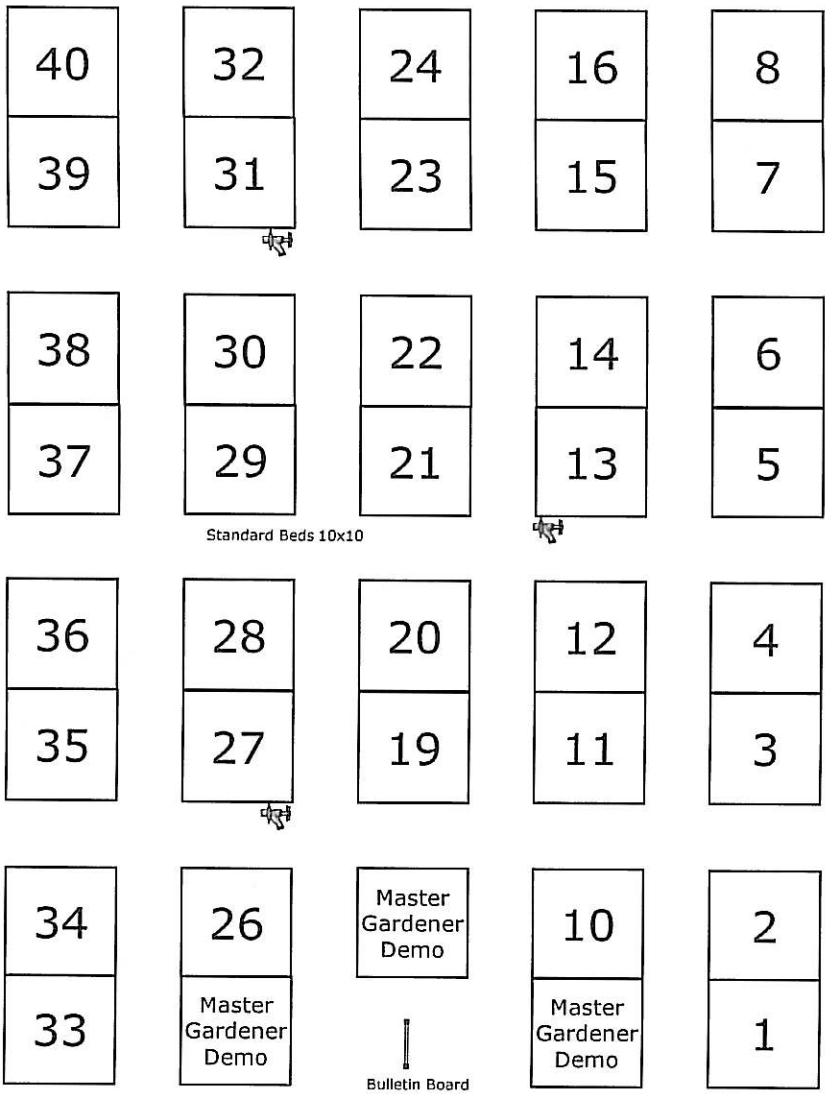 40 32 24 16 8
39 31 23 15 7
38 30 22 14 6
37 29 21 13 5
Standard Beds 10x10
36 28 20 12 4
35 27 19 11 3
34 26 Master 10 2
Gardener
Demo
33 Master Master 1
Gardener Gardener
Demo Demo
Bulletin Board